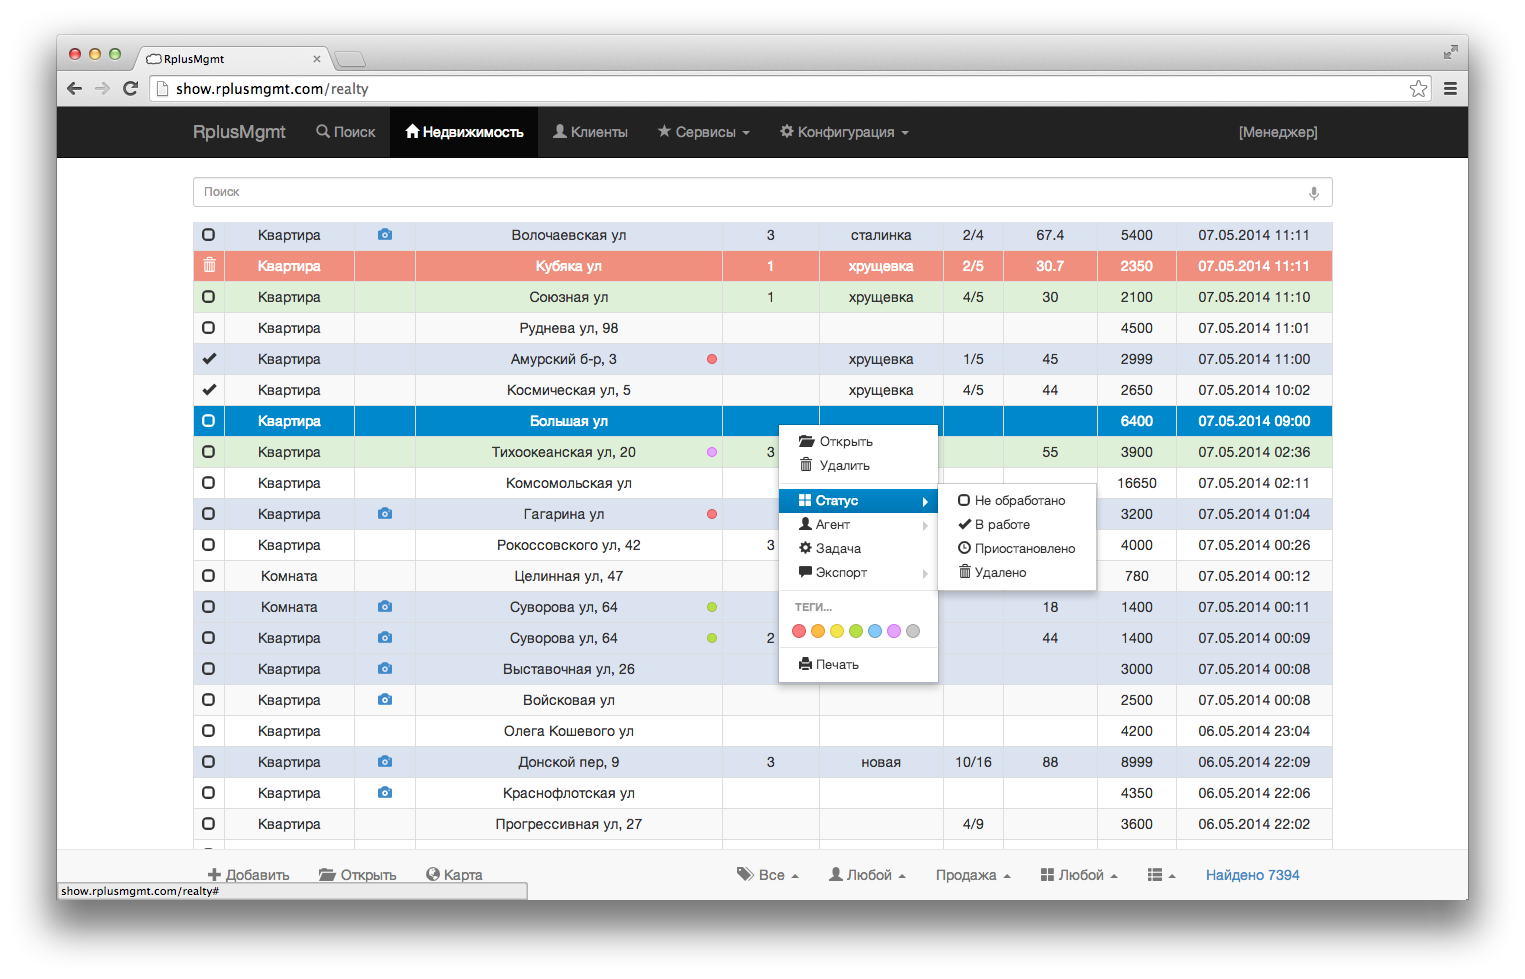 RplusMgmt
show.rplusmgmt.com/realty
RplusMgmt Поиск Недвижимость Клиенты Сервисы Конфигурация [Менеджер]
Поиск
Квартира Волочаевская ул 3 сталинка 2/4 67.4 5400 07.05.2014 11:11
Квартира Кубяка ул 1 хрущевка 2/5 30.7 2350 07.05.2014 11:11
Квартира Союзная ул 1 хрущевка 4/5 30 2100 07.05.2014 11:10
Квартира Руднева ул, 98 4500 07.05.2014 11:01
Квартира Амурский б-р, 3 хрущевка 1/5 45 2999 07.05.2014 11:00
Квартира Космическая ул, 5 хрущевка 4/5 44 2650 07.05.2014 10:02
Квартира Большая ул 6400 07.05.2014 09:00
Квартира Тихоокеанская ул, 20 3 55 3900 07.05.2014 02:36
Квартира Комсомольская ул 16650 07.05.2014 02:11
Квартира Гагарина ул 3200 07.05.2014 01:04
Квартира Рокоссовского ул, 42 3 4000 07.05.2014 00:26
Комната Целинная ул, 47 780 07.05.2014 00:12
Комната Суворова ул, 64 18 1400 07.05.2014 00:11
Квартира Суворова ул, 64 2 44 1400 07.05.2014 00:09
Квартира Выставочная ул, 26 3000 07.05.2014 00:08
Квартира Войсковая ул 2500 07.05.2014 00:08
Квартира Олега Кошевого ул 4200 06.05.2014 23:04
Квартира Донской пер, 9 3 новая 10/16 88 8999 06.05.2014 22:09
Квартира Краснофлотская ул 4350 06.05.2014 22:06
Квартира Прогрессивная ул, 27 4/9 3600 06.05.2014 22:02
Открыть
Удалить
Статус
Агент
Задача
Экспорт
ТЕГИ...
Печать
Не обработано
В работе
Приостановлено
Удалено
Добавить Открыть Карта Все Любой Продажа Любой Найдено 7394
show.rplusmgmt.com/realty#